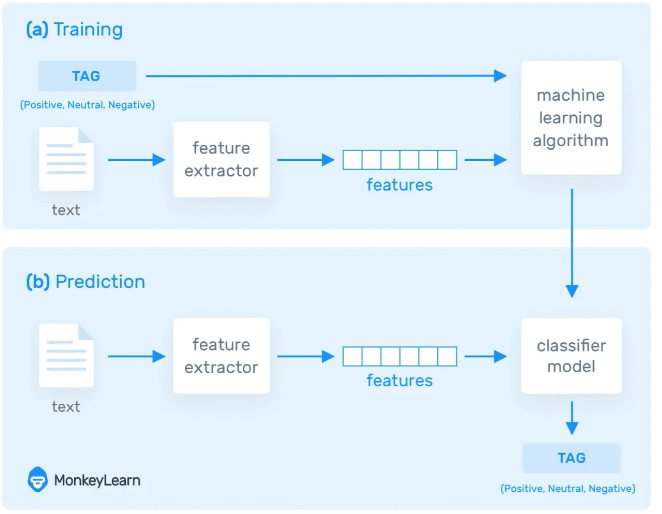 (a) Training
TAG
(Positive, Neutral, Negative)
machine
learning
algorithm
feature
extractor
features
text
(b) Prediction
feature
extractor
features
text
classifier
model
TAG
(Positive, Neutral, Negative)
MonkeyLearn